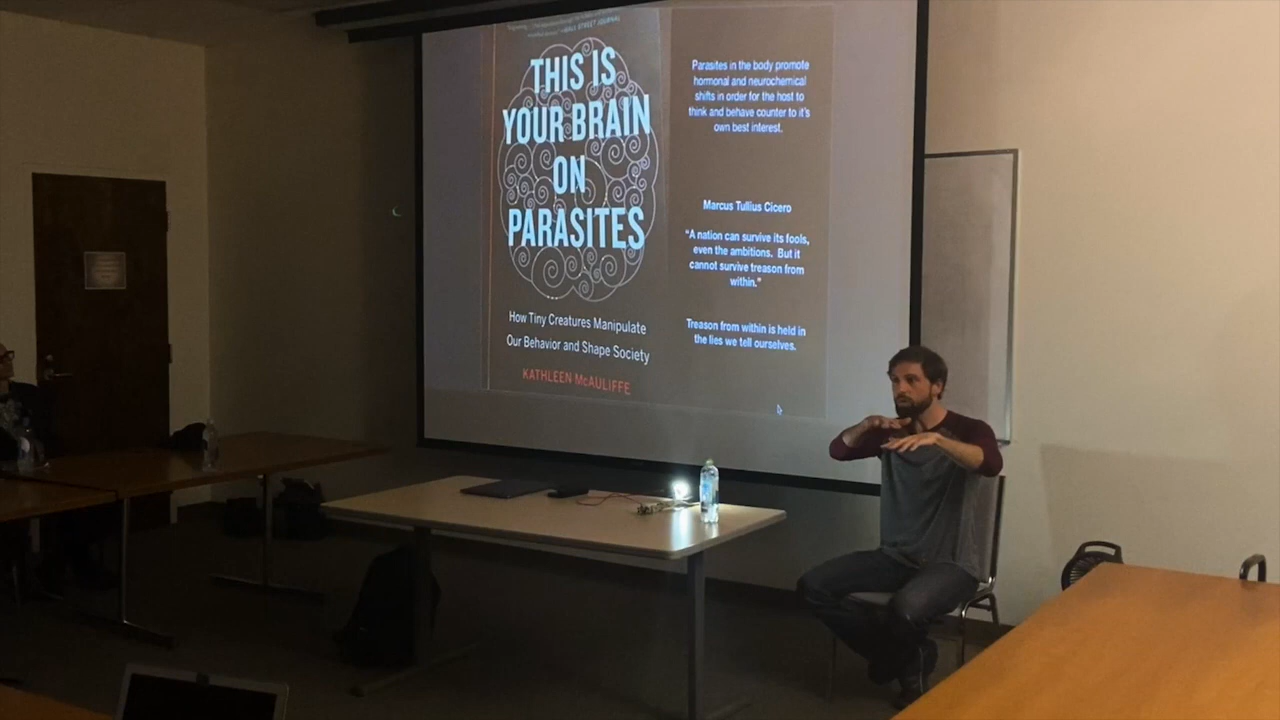 WALL STREET JOURNAL
THIS IS
YOUR BRAIN
ON
PARASITES
How Tiny Creatures Manipulate
Our Behavior and Shape Society
KATHLEEN McAULIFFE
Parasites in the body promote
hormonal and neurochemical
shifts in order for the host to
think and behave counter to it's
own best interest.
Marcus Tullius Cicero
"A nation can survive its fools,
even the ambitions. But it
cannot survive treason from
within."
Treason from within is held in
the lies we tell ourselves.